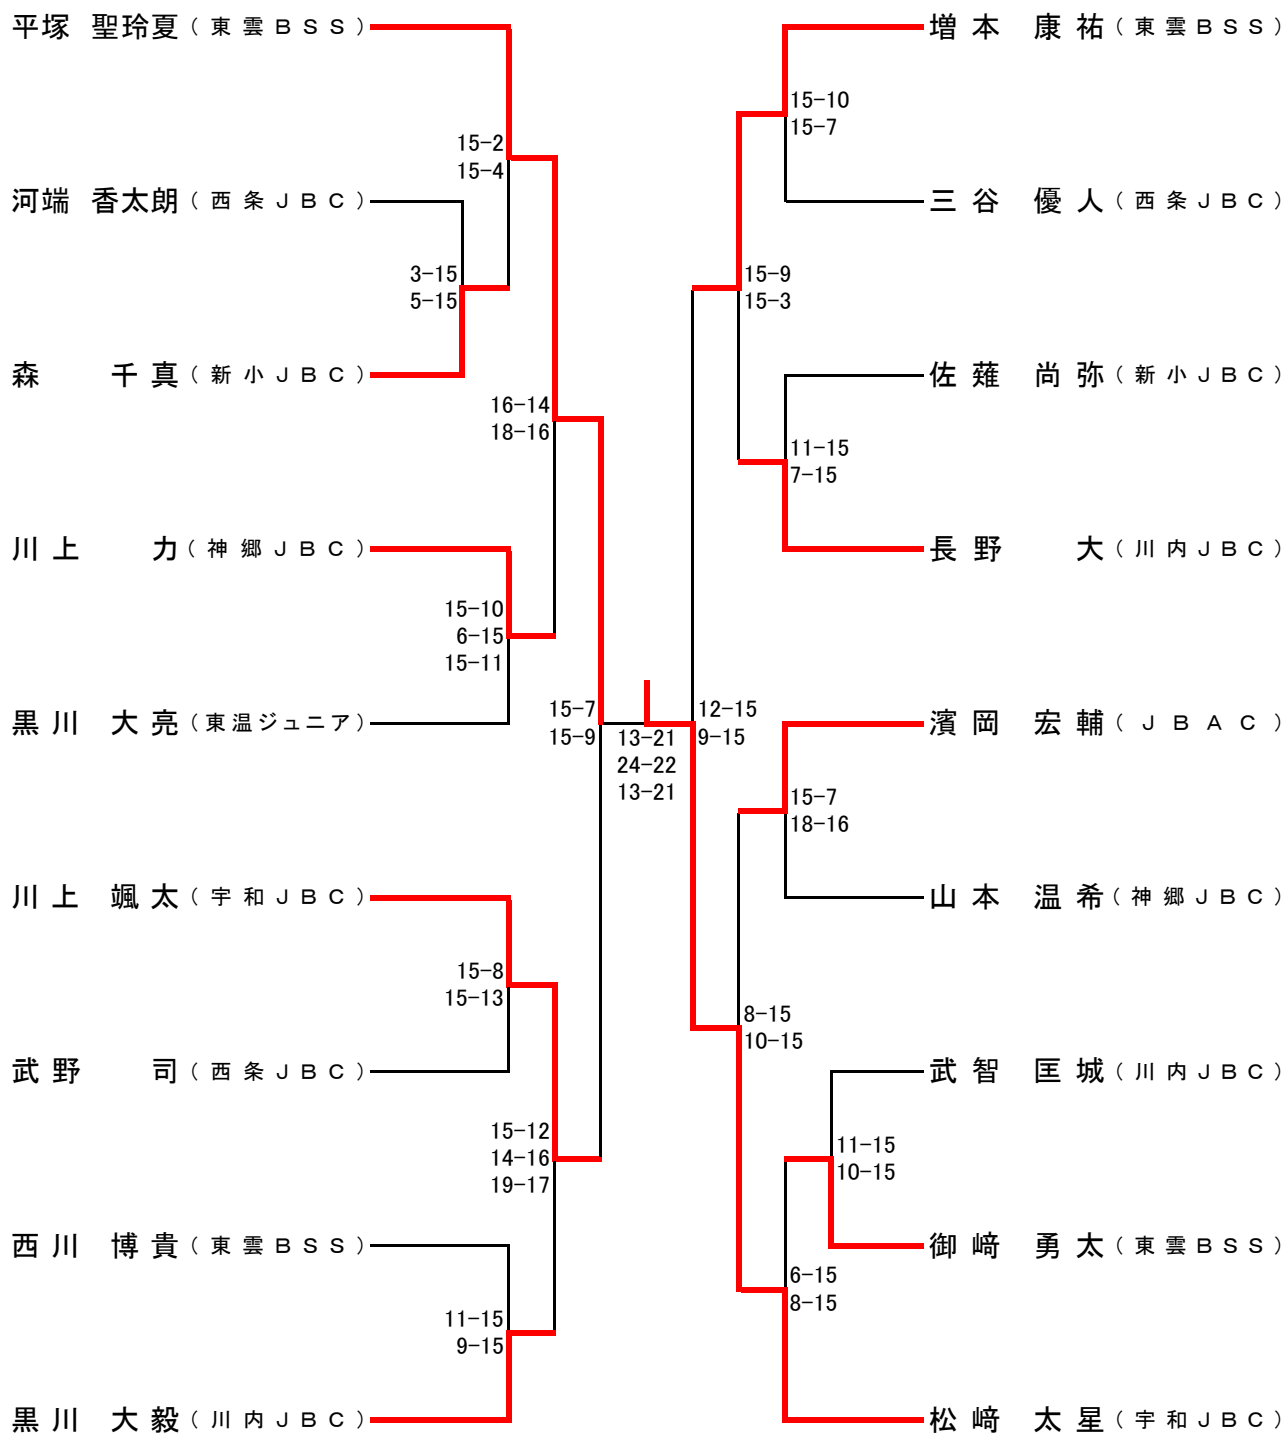 平塚 聖玲夏（東雲ＢＳＳ）
15-2
15-4
河端 香太朗（西条ＪＢＣ）
3-15
5-15
森 千真（新小ＪＢＣ）
16-14
18-16
川上 力（神郷ＪＢＣ）
15-10
6-15
15-11
黒川 大亮（東温ジュニア）
15-7
15-9
川上 颯太（宇和ＪＢＣ）
15-8
15-13
武野 司（西条ＪＢＣ）
15-12
14-16
19-17
西川 博貴（東雲ＢＳＳ）
11-15
9-15
黒川 大毅（川内ＪＢＣ）
13-21
24-22
13-21
増本 康祐（東雲ＢＳＳ）
15-10
15-7
三谷 優人（西条ＪＢＣ）
15-9
15-3
佐薙 尚弥（新小ＪＢＣ）
11-15
7-15
長野 大（川内ＪＢＣ）
12-15
9-15
濱岡 宏輔（ＪＢＡＣ）
15-7
18-16
山本 温希（神郷ＪＢＣ）
8-15
10-15
武智 匡城（川内ＪＢＣ）
11-15
10-15
御﨑 勇太（東雲ＢＳＳ）
6-15
8-15
松﨑 太星（宇和ＪＢＣ）